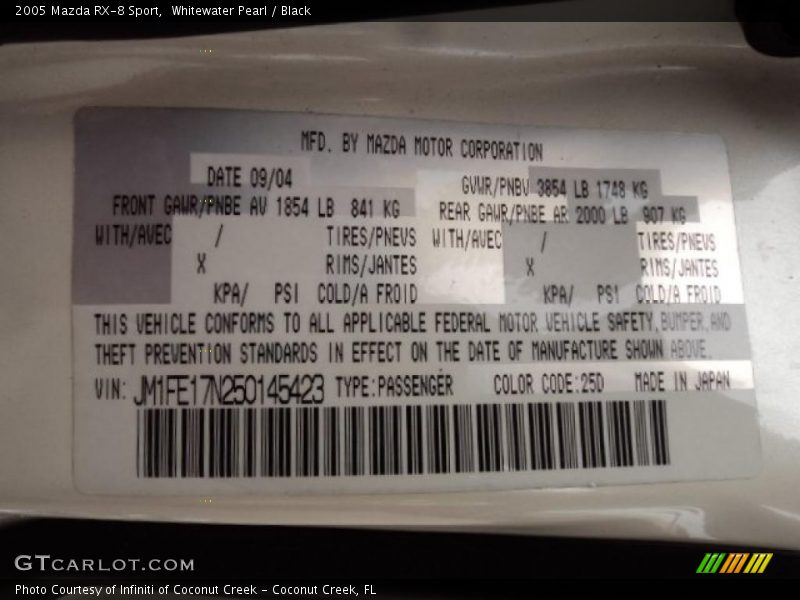 2005 Mazda RX-8 Sport,  Whitewater Pearl / Black
MFD. BY MAZDA MOTOR CORPORATION
DATE 09/04 GVWR/PNBV 3854 LB 1748 KG
FRONT GAWR/PNBE AV 1854 LB 841 KG REAR GAWR/PNBE AR 2000 LB 907 KG
WITH/AVEC / TIRES/PNEUS WITH/AVEC / TIRES/PNEUS
X RIMS/JANTES X RIMS/JANTES
KPA/ PSI COLD/A FROID KPA/ PSI COLD/A FROID
THIS VEHICLE CONFORMS TO ALL APPLICABLE FEDERAL MOTOR VEHICLE SAFETY, BUMPER, AND
THEFT PREVENTION STANDARDS IN EFFECT ON THE DATE OF MANUFACTURE SHOWN ABOVE.
VIN: JM1FE17N250145423 TYPE:PASSENGER COLOR CODE:25D MADE IN JAPAN
GTCARLOT.COM
Photo Courtesy of Infiniti of Coconut Creek - Coconut Creek, FL